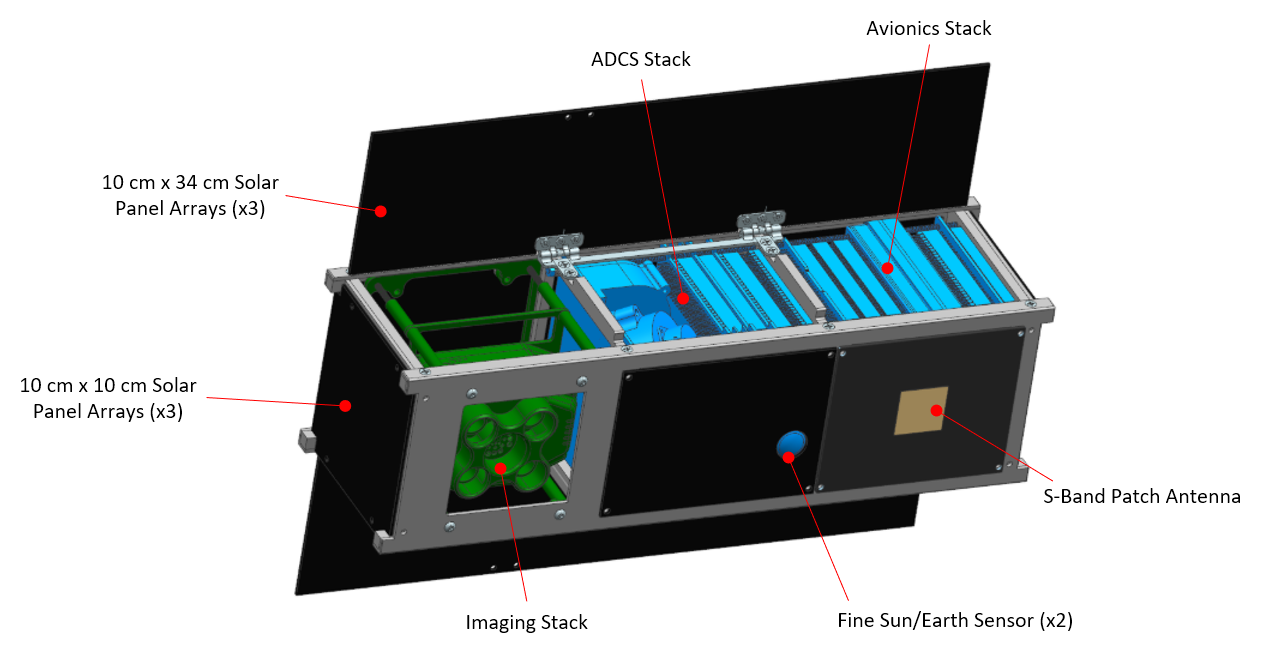 Avionics Stack
ADCS Stack
10 cm x 34 cm Solar
Panel Arrays (x3)
10 cm x 10 cm Solar
Panel Arrays (x3)
S-Band Patch Antenna
Imaging Stack
Fine Sun/Earth Sensor (x2)